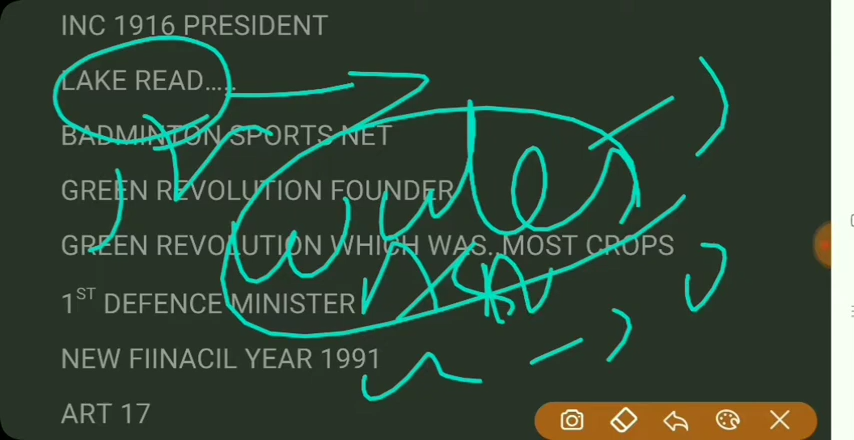 INC 1916 PRESIDENT
LAKE READ…..
BADMINTON SPORTS NET
GREEN REVOLUTION FOUNDER
GREEN REVOLUTION WHICH WAS..MOST CROPS
1ST DEFENCE MINISTER
NEW FIINACIL YEAR 1991
ART 17